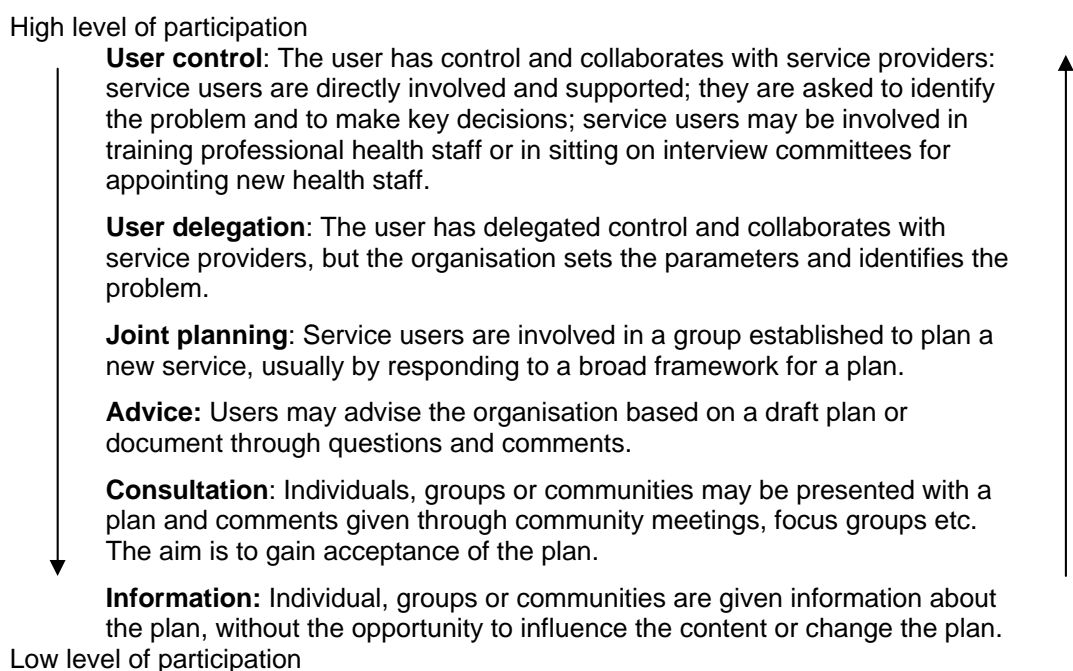 High level of participation
User control: The user has control and collaborates with service providers:
service users are directly involved and supported; they are asked to identify
the problem and to make key decisions; service users may be involved in
training professional health staff or in sitting on interview committees for
appointing new health staff.
User delegation: The user has delegated control and collaborates with
service providers, but the organisation sets the parameters and identifies the
problem.
Joint planning: Service users are involved in a group established to plan a
new service, usually by responding to a broad framework for a plan.
Advice: Users may advise the organisation based on a draft plan or
document through questions and comments.
Consultation: Individuals, groups or communities may be presented with a
plan and comments given through community meetings, focus groups etc.
The aim is to gain acceptance of the plan.
Information: Individual, groups or communities are given information about
the plan, without the opportunity to influence the content or change the plan.
Low level of participation